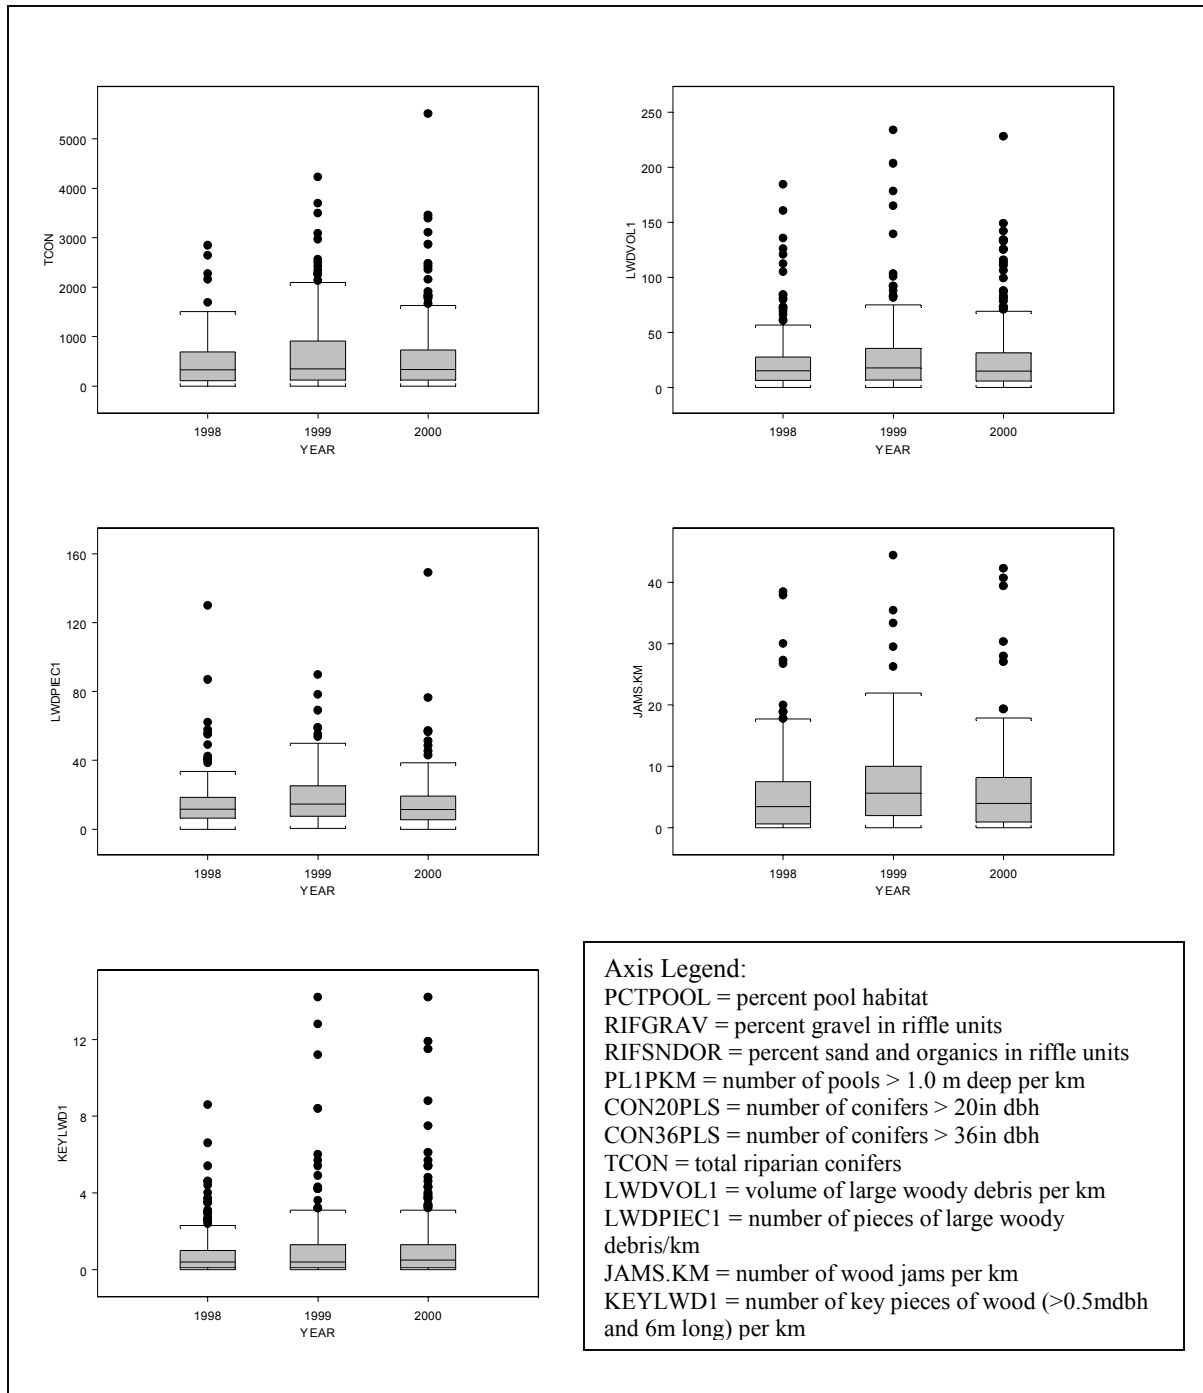 TCON
5000
4000
3000
2000
1000
0
1998 1999 2000
YEAR
LWDVOL1
250
200
150
100
50
0
1998 1999 2000
YEAR
LWDPIEC1
160
120
80
40
0
1998 1999 2000
YEAR
JAMS.KM
40
30
20
10
0
1998 1999 2000
YEAR
KEYLWD1
12
8
4
0
1998 1999 2000
YEAR
Axis Legend:
PCTPOOL = percent pool habitat
RIFGRAV = percent gravel in riffle units
RIFSNDOR = percent sand and organics in riffle units
PL1PKM = number of pools > 1.0 m deep per km
CON20PLS = number of conifers > 20in dbh
CON36PLS = number of conifers > 36in dbh
TCON = total riparian conifers
LWDVOL1 = volume of large woody debris per km
LWDPIEC1 = number of pieces of large woody
debris/km
JAMS.KM = number of wood jams per km
KEYLWD1 = number of key pieces of wood (>0.5mdbh
and 6m long) per km